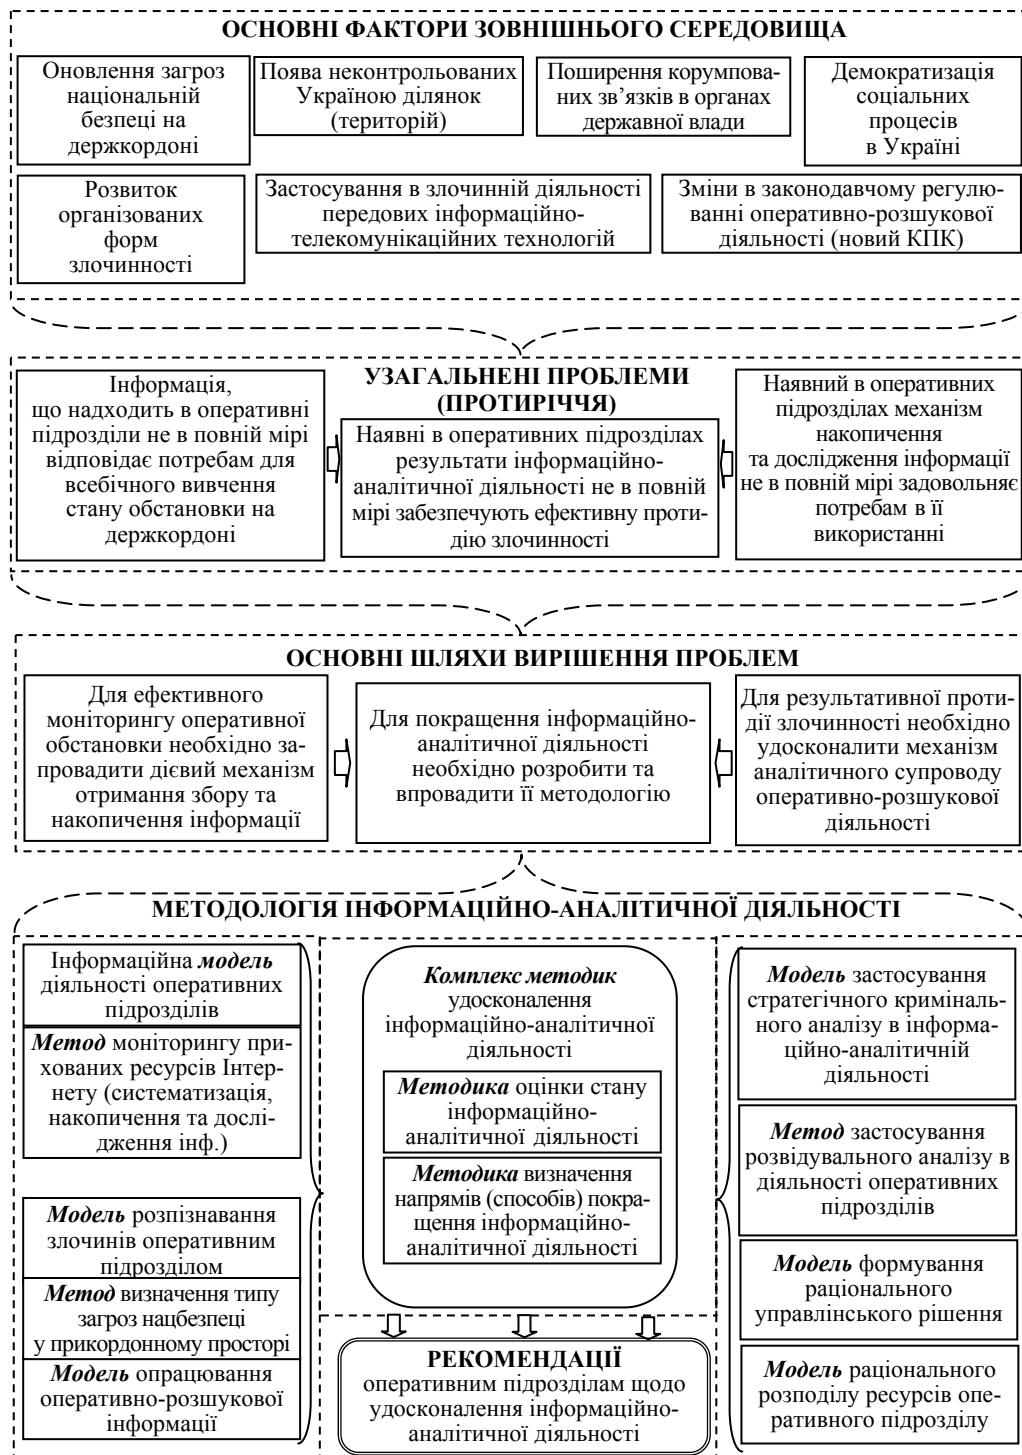 ОСНОВНІ ФАКТОРИ ЗОВНІШНЬОГО СЕРЕДОВИЩА
Оновлення загроз
національній
безпеці на
держкордоні
Поява неконтрольованих
Україною ділянок
(територій)
Поширення корумпова-
них зв’язків в органах
державної влади
Демократизація
соціальних
процесів
в Україні
Розвиток
організованих
форм
злочинності
Застосування в злочинній діяльності
передових інформаційно-
телекомунікаційних технологій
Зміни в законодавчому регулю-
ванні оперативно-розшукової
діяльності (новий КПК)
УЗАГАЛЬНЕНІ ПРОБЛЕМИ
(ПРОТИРІЧЧЯ)
Інформація,
що надходить в оперативні
підрозділи не в повній мірі
відповідає потребам для
всебічного вивчення
стану обстановки на
держкордоні
Наявні в оперативних підрозділах
результати інформаційно-
аналітичної діяльності не в повній
мірі забезпечують ефективну проти-
дію злочинності
Наявний в оперативних
підрозділах механізм
накопичення
та дослідження інформації
не в повній мірі задовольняє
потребам в її
використанні
ОСНОВНІ ШЛЯХИ ВИРІШЕННЯ ПРОБЛЕМ
Для ефективного
моніторингу оперативної
обстановки необхідно за-
провадити дієвий механізм
отримання збору та
накопичення інформації
Для покращення інформаційно-
аналітичної діяльності
необхідно розробити та
впровадити її методологію
Для результативної проти-
дії злочинності необхідно
удосконалити механізм
аналітичного супроводу
оперативно-розшукової
діяльності
МЕТОДОЛОГІЯ ІНФОРМАЦІЙНО-АНАЛІТИЧНОЇ ДІЯЛЬНОСТІ
Інформаційна модель
діяльності оперативних
підрозділів
Метод моніторингу при-
хованих ресурсів Інтер-
нету (систематизація,
накопичення та дослі-
дження інф.)
Модель розпізнавання
злочинів оперативним
підрозділом
Метод визначення типу
загроз нацбезпеці
у прикордонному просторі
Модель опрацювання
оперативно-розшукової
інформації
Комплекс методик
удосконалення
інформаційно-аналітичної
діяльності
Методика оцінки стану
інформаційно-
аналітичної діяльності
Методика визначення
напрямів (способів) покра-
щення інформаційно-
аналітичної діяльності
РЕКОМЕНДАЦІЇ
оперативним підрозділам щодо
удосконалення інформаційно-
аналітичної діяльності
Модель застосування
стратегічного криміналь-
ного аналізу в інформа-
ційно-аналітичній
діяльності
Метод застосування
розвідувального аналізу в
діяльності оперативних
підрозділів
Модель формування
раціонального
управлінського рішення
Модель раціонального
розподілу ресурсів опе-
ративного підрозділу